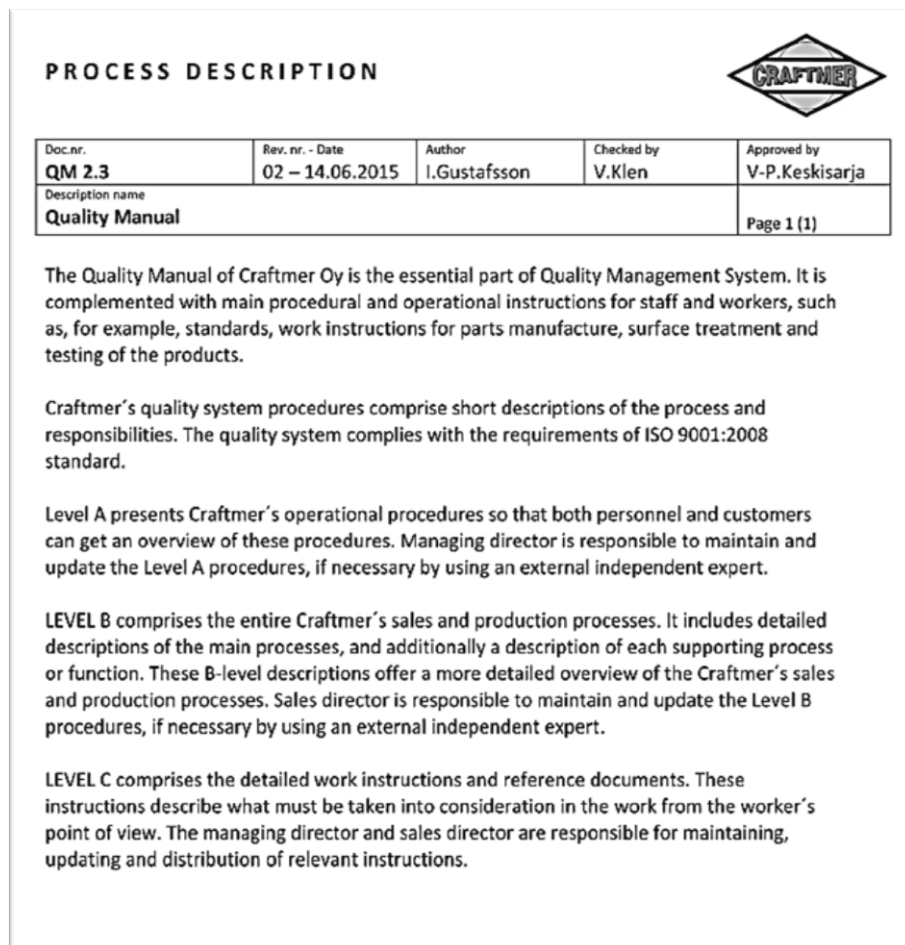 PROCESS DESCRIPTION
CRAFTMER
Doc.nr. Rev. nr. - Date Author Checked by Approved by
QM 2.3 02 – 14.06.2015 I.Gustafsson V.Klen V-P.Keskisarja
Description name
Quality Manual
Page 1 (1)
The Quality Manual of Craftmer Oy is the essential part of Quality Management System. It is
complemented with main procedural and operational instructions for staff and workers, such
as, for example, standards, work instructions for parts manufacture, surface treatment and
testing of the products.
Craftmer´s quality system procedures comprise short descriptions of the process and
responsibilities. The quality system complies with the requirements of ISO 9001:2008
standard.
Level A presents Craftmer´s operational procedures so that both personnel and customers
can get an overview of these procedures. Managing director is responsible to maintain and
update the Level A procedures, if necessary by using an external independent expert.
LEVEL B comprises the entire Craftmer´s sales and production processes. It includes detailed
descriptions of the main processes, and additionally a description of each supporting process
or function. These B-level descriptions offer a more detailed overview of the Craftmer´s sales
and production processes. Sales director is responsible to maintain and update the Level B
procedures, if necessary by using an external independent expert.
LEVEL C comprises the detailed work instructions and reference documents. These
instructions describe what must be taken into consideration in the work from the worker´s
point of view. The managing director and sales director are responsible for maintaining,
updating and distribution of relevant instructions.